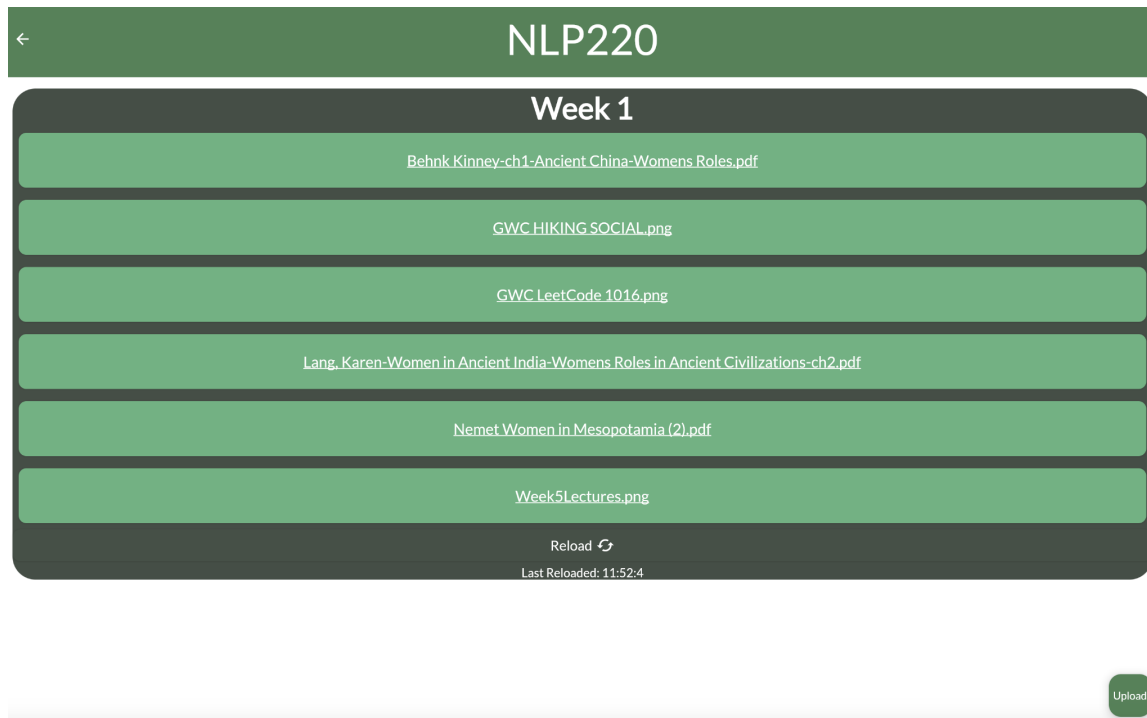 NLP220
Week 1
Behnk Kinney-ch1-Ancient China-Womens Roles.pdf
GWC HIKING SOCIAL.png
GWC LeetCode 1016.png
Lang, Karen-Women in Ancient India-Womens Roles in Ancient Civilizations-ch2.pdf
Nemet Women in Mesopotamia (2).pdf
Week5Lectures.png
Reload
Last Reloaded: 11:52:4
Upload